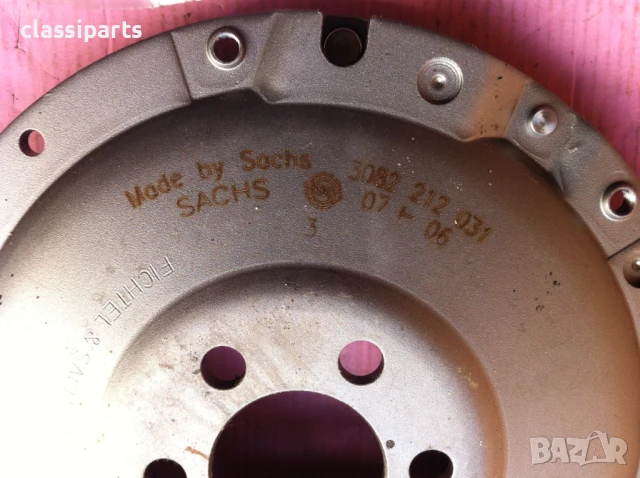 classiparts
Made by Sachs 3082 212 031
SACHS 07 F 06
3
FICHTEL & SACHS
BAZAR